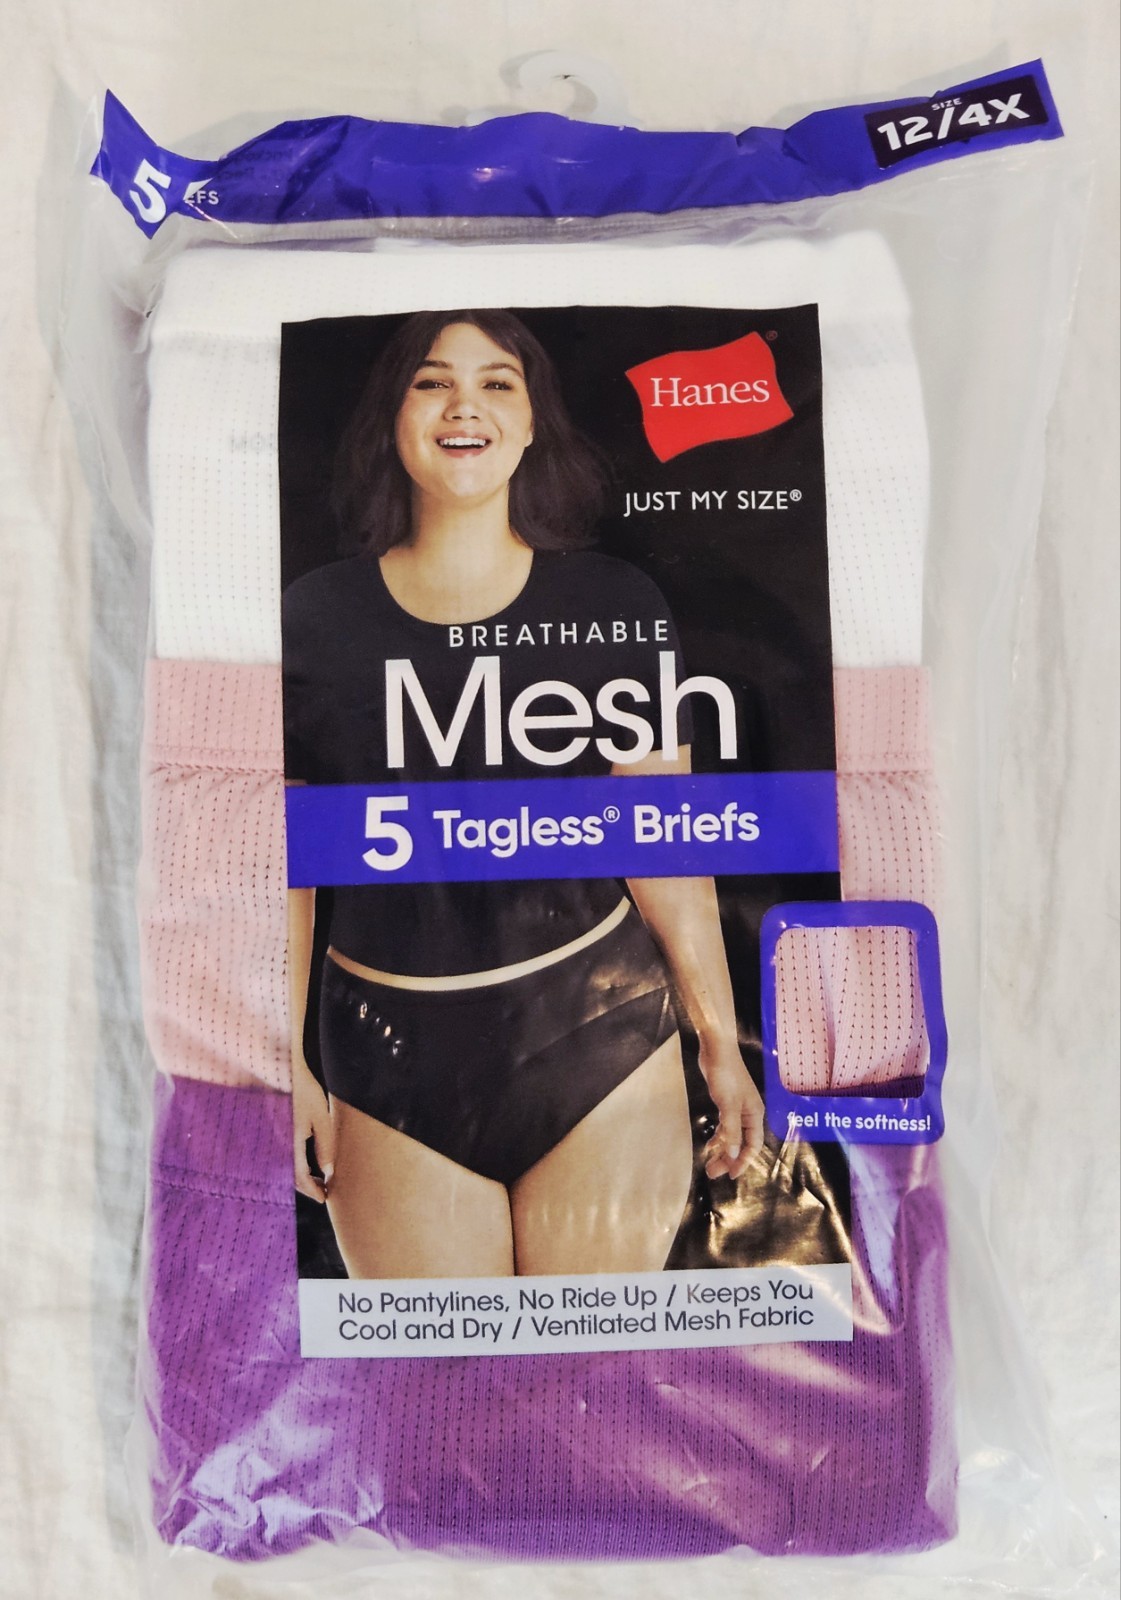 SIZE
12/4X
5
Hanes®
JUST MY SIZE®
BREATHABLE
Mesh
5 Tagless® Briefs
feel the softness!
No Pantylines, No Ride Up / Keeps You
Cool and Dry / Ventilated Mesh Fabric